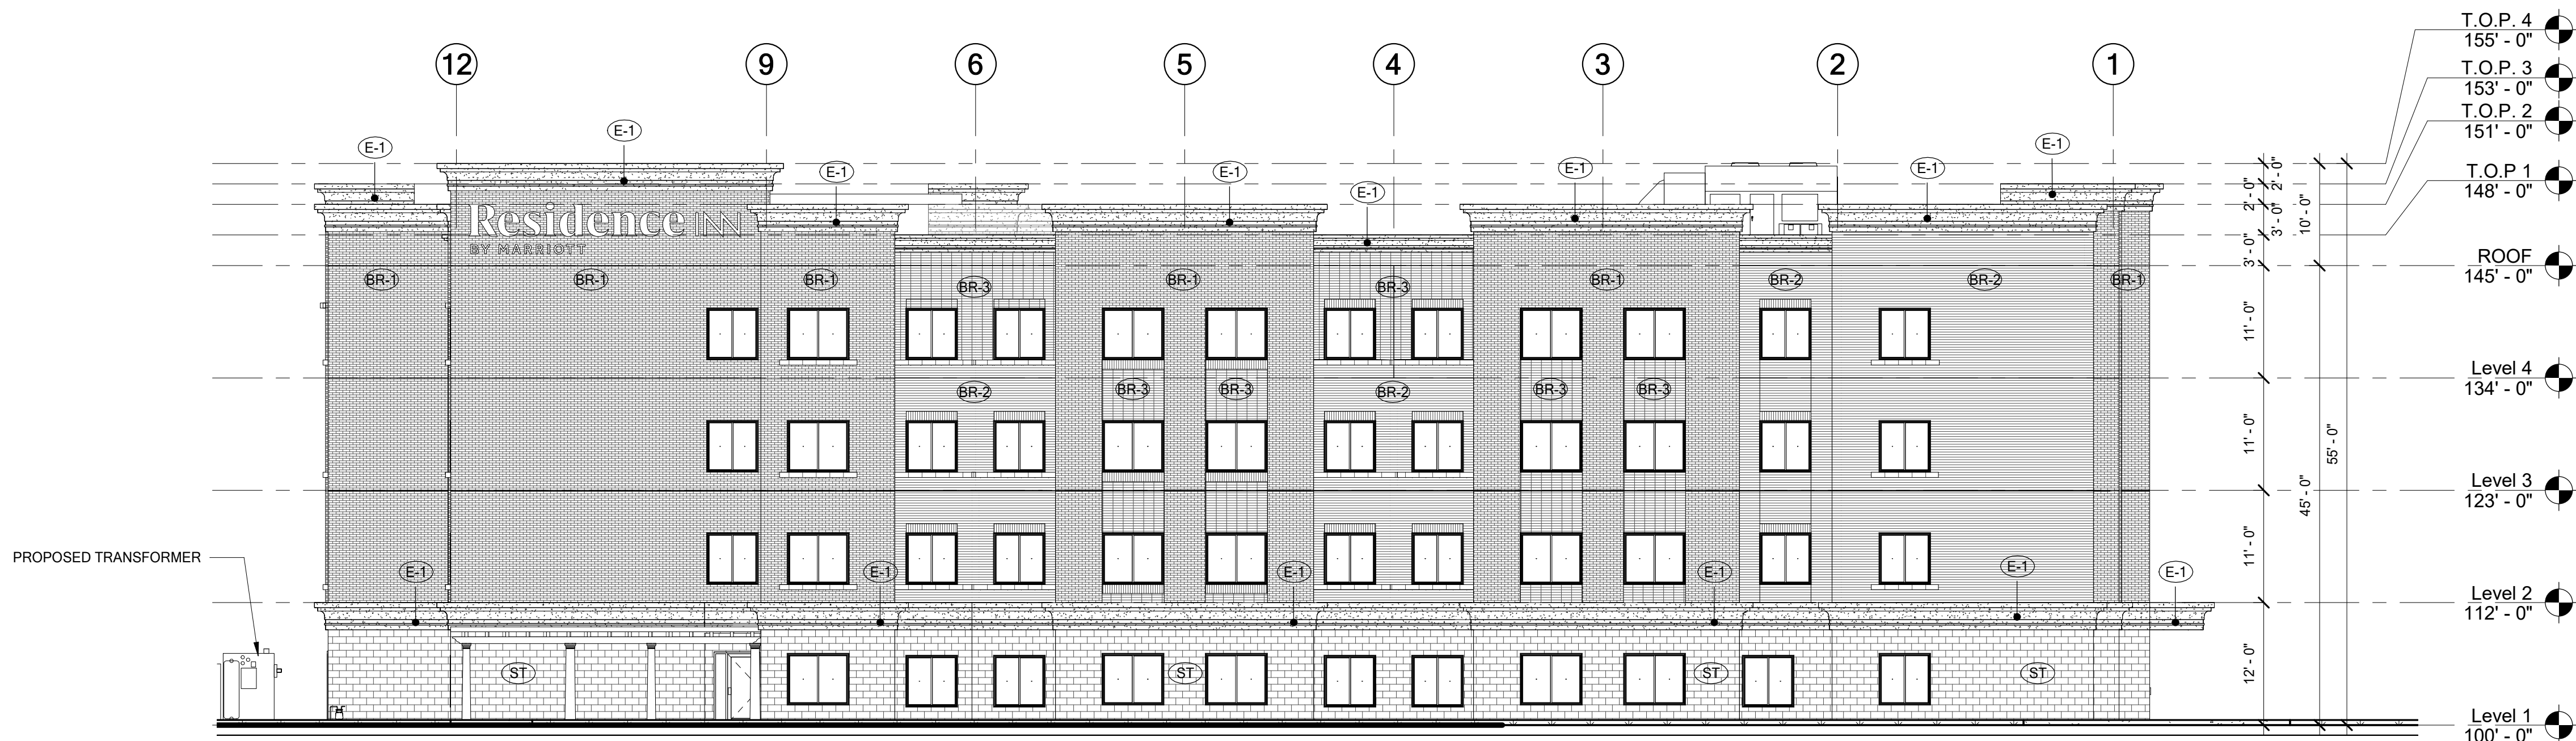 T.O.P. 4
155' - 0"
12
9
6
5
4
3
2
1
T.O.P. 3
153' - 0"
T.O.P. 2
151' - 0"
E-1
E-1
E-1
E-1
E-1
E-1
E-1
E-1
T.O.P 1
148' - 0"
2' - 0"
2' - 0"
3' - 0"
10' - 0"
3' - 0"
Residence INN
BY MARRIOTT
ROOF
145' - 0"
BR-1
BR-1
BR-1
BR-3
BR-1
BR-3
BR-1
BR-2
BR-2
BR-1
11' - 0"
Level 4
134' - 0"
BR-2
BR-3
BR-3
BR-2
BR-3
BR-3
11' - 0"
55' - 0"
45' - 0"
Level 3
123' - 0"
PROPOSED TRANSFORMER
E-1
E-1
E-1
E-1
E-1
E-1
11' - 0"
Level 2
112' - 0"
ST
ST
ST
ST
12' - 0"
Level 1
100' - 0"